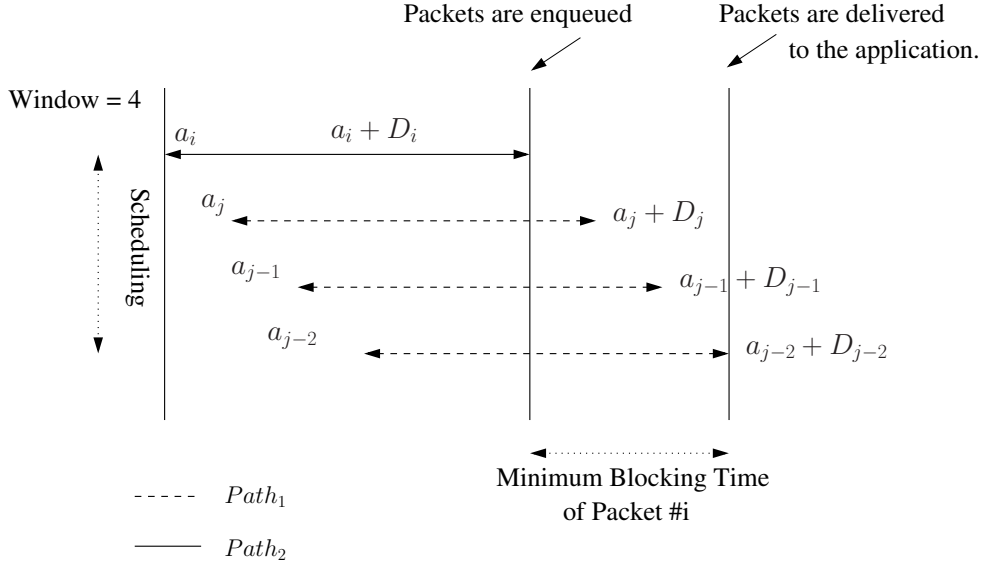 Packets are enqueued
Packets are delivered
to the application.
Window = 4
a_i
a_i + D_i
Scheduling
a_j
a_j + D_j
a_{j−1}
a_{j−1} + D_{j−1}
a_{j−2}
a_{j−2} + D_{j−2}
Minimum Blocking Time
of Packet #i
Path_1
Path_2